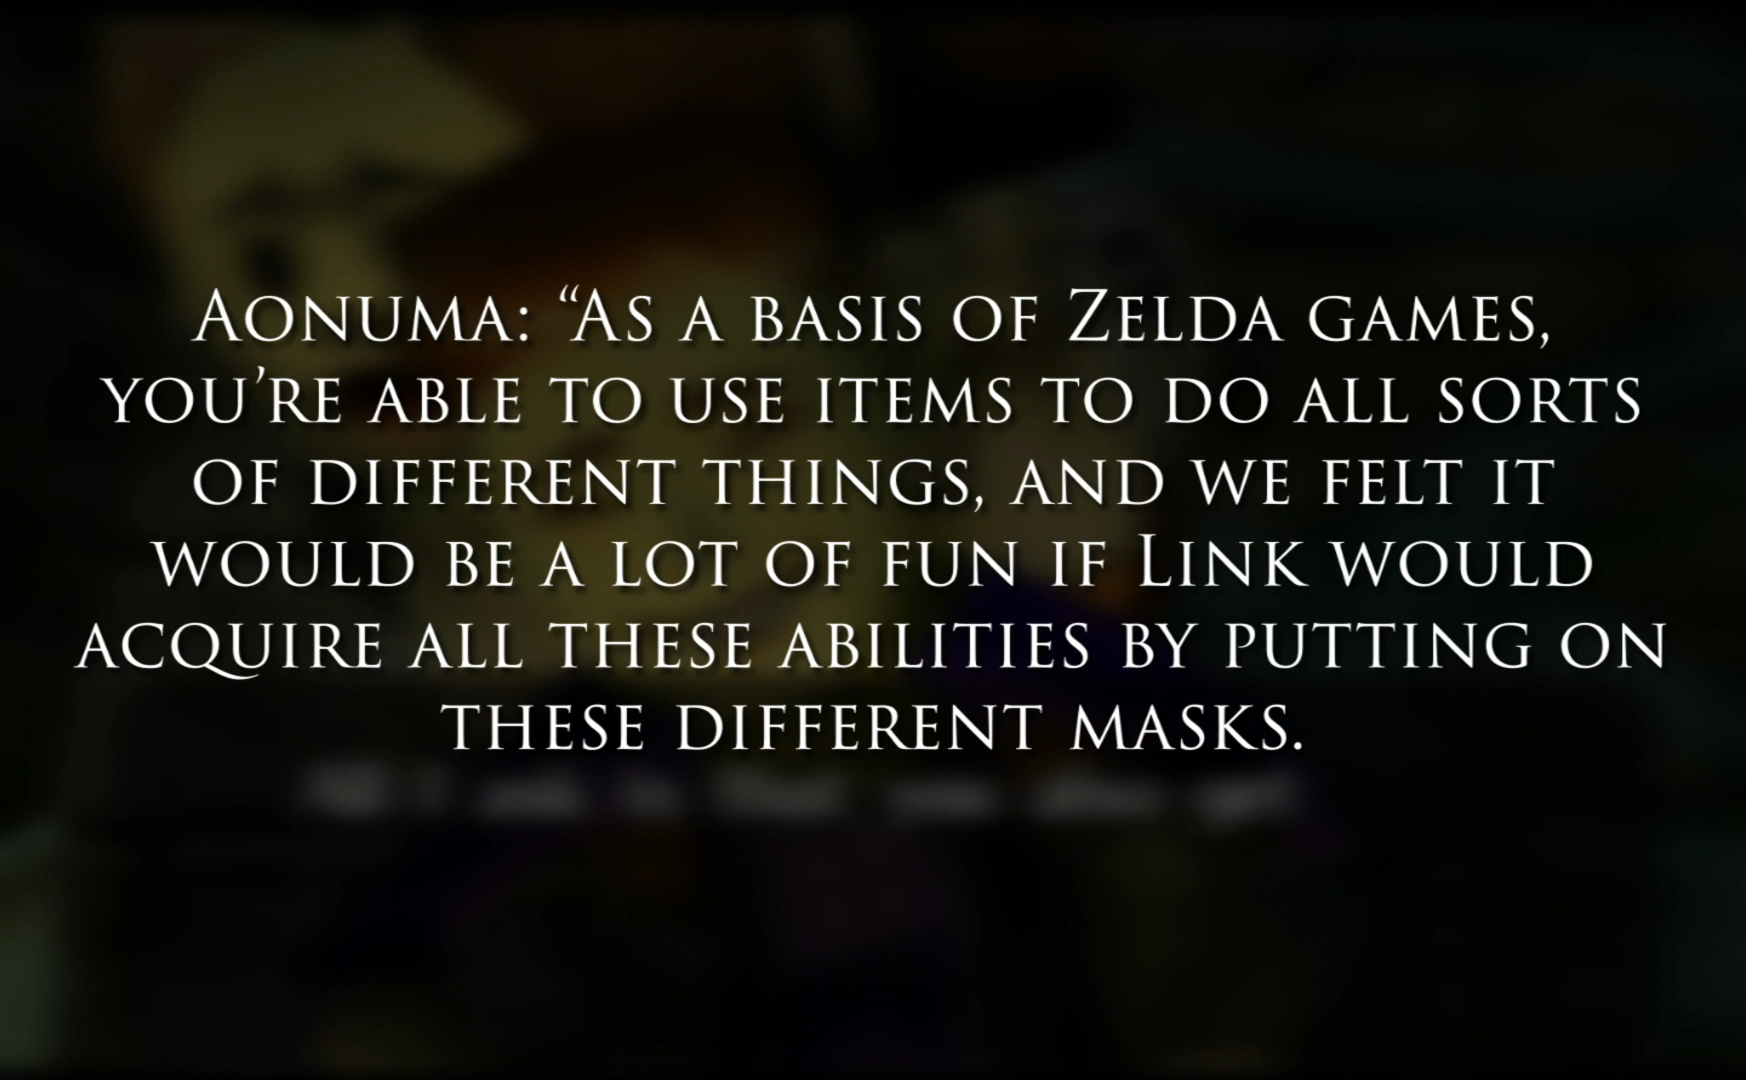 Aonuma: “As a basis of Zelda games,
you’re able to use items to do all sorts
of different things, and we felt it
would be a lot of fun if Link would
acquire all these abilities by putting on
these different masks.